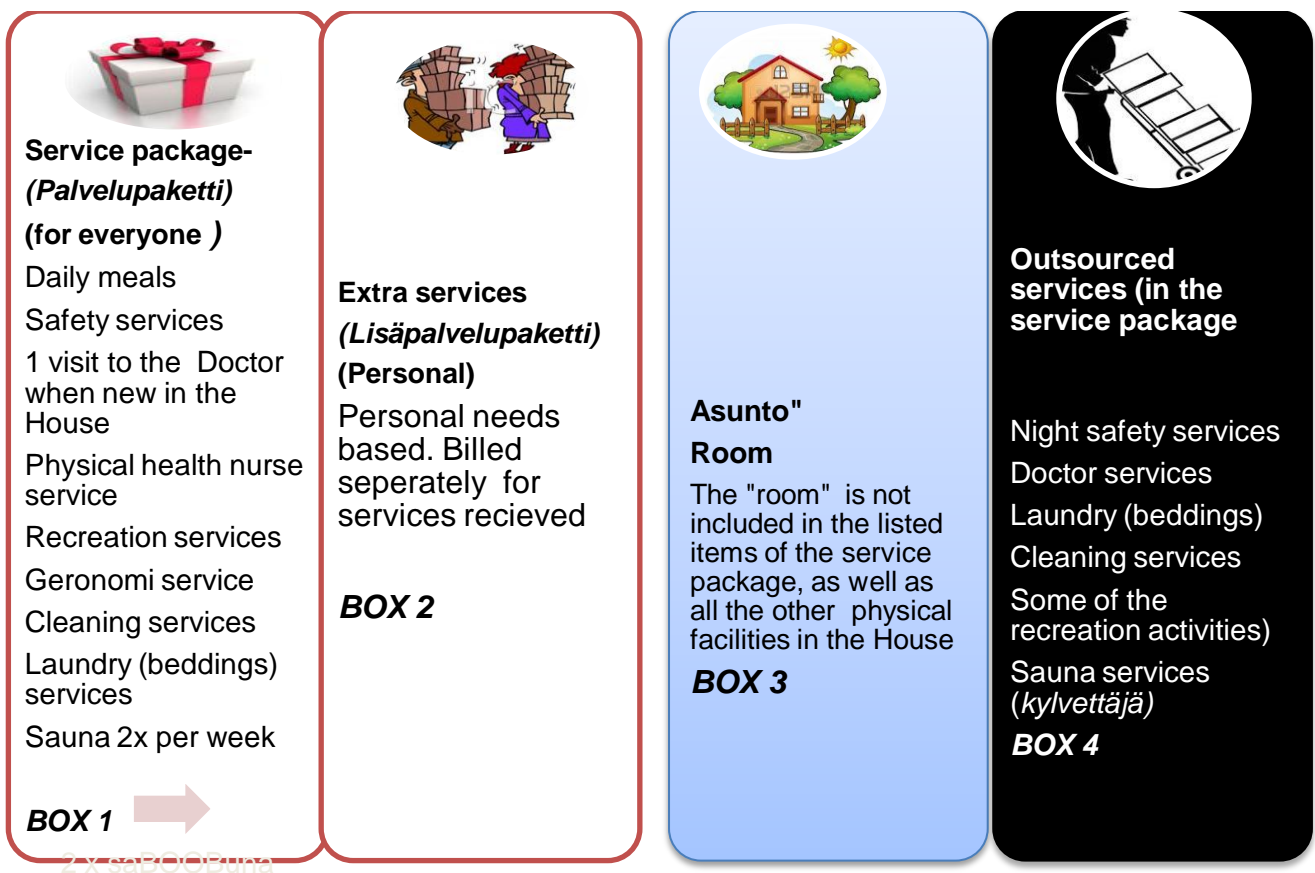 Service package-
(Palvelupaketti)
(for everyone )
Daily meals
Safety services
1 visit to the Doctor
when new in the
House
Physical health nurse
service
Recreation services
Geronomi service
Cleaning services
Laundry (beddings)
services
Sauna 2x per week
BOX 1
2 x saBOOBuna
Extra services
(Lisäpalvelupaketti)
(Personal)
Personal needs
based. Billed
seperately for
services recieved
BOX 2
Asunto"
Room
The "room" is not
included in the listed
items of the service
package, as well as
all the other physical
facilities in the House
BOX 3
Outsourced
services (in the
service package
Night safety services
Doctor services
Laundry (beddings)
Cleaning services
Some of the
recreation activities)
Sauna services
(kylvettäjä)
BOX 4